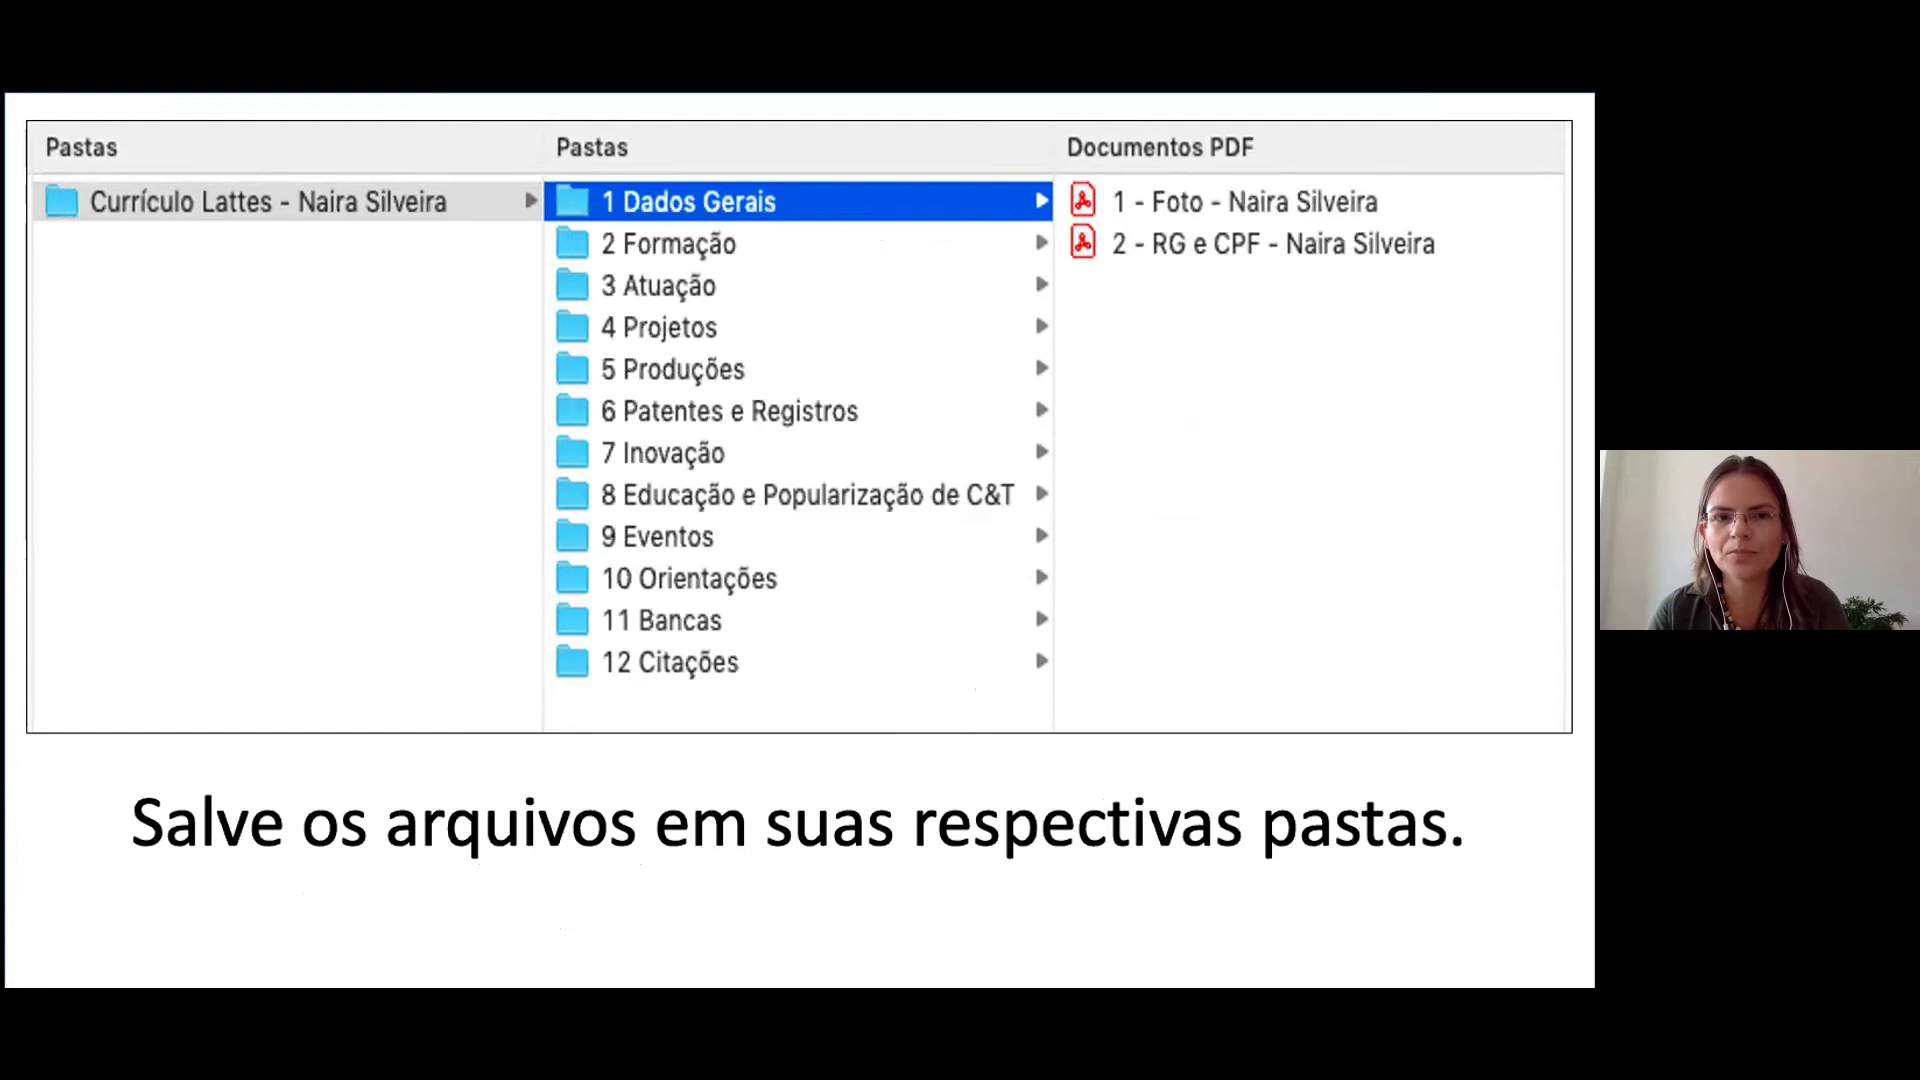 Pastas
Pastas
Documentos PDF
Currículo Lattes - Naira Silveira
1 Dados Gerais
1 - Foto - Naira Silveira
2 Formação
2 - RG e CPF - Naira Silveira
3 Atuação
4 Projetos
5 Produções
6 Patentes e Registros
7 Inovação
8 Educação e Popularização de C&T
9 Eventos
10 Orientações
11 Bancas
12 Citações
Salve os arquivos em suas respectivas pastas.